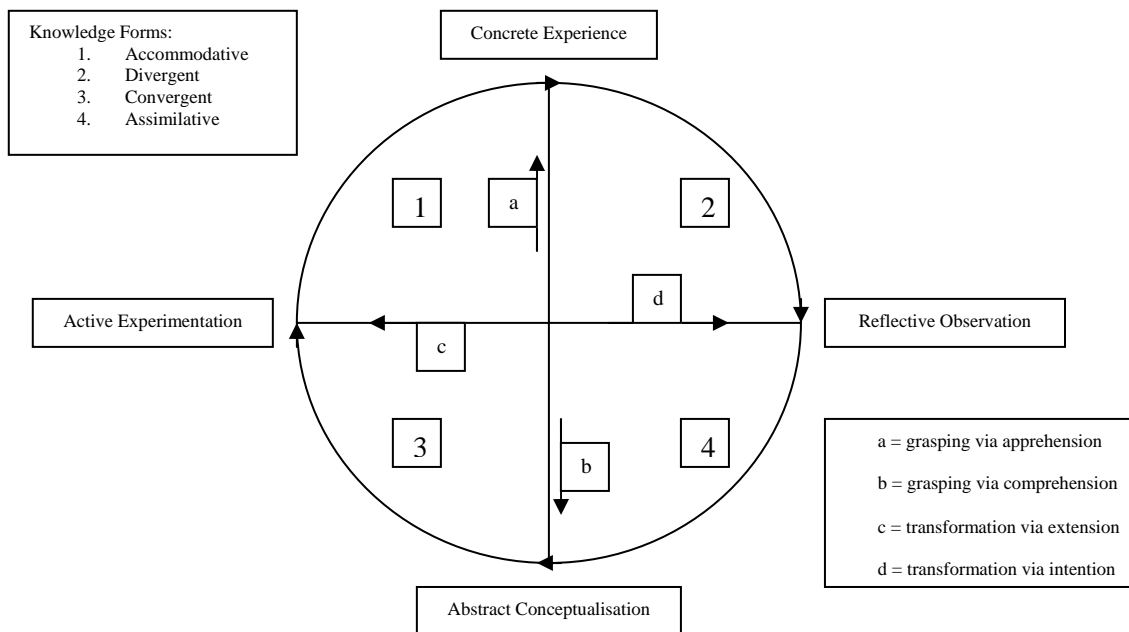 Knowledge Forms:
1. Accommodative
2. Divergent
3. Convergent
4. Assimilative
Concrete Experience
1
a
2
d
Active Experimentation
Reflective Observation
c
3
b
4
a = grasping via apprehension
b = grasping via comprehension
c = transformation via extension
d = transformation via intention
Abstract Conceptualisation